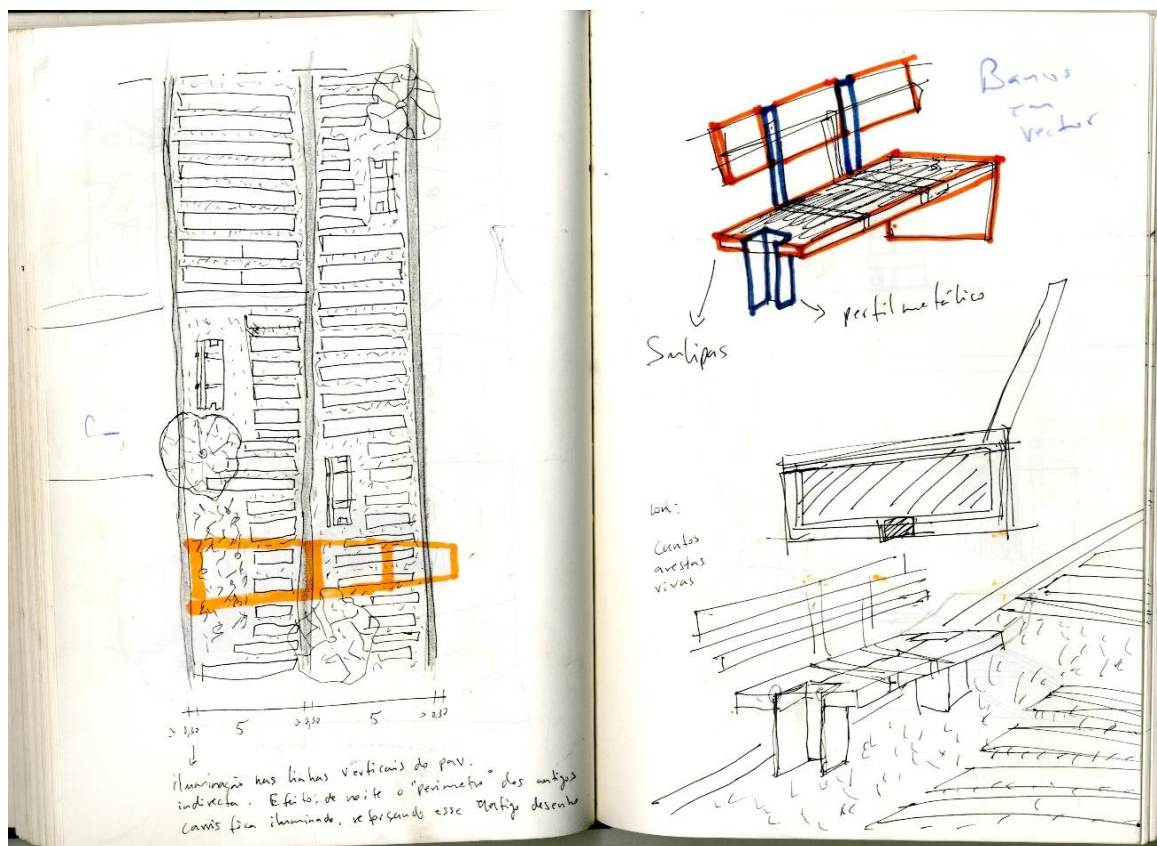 ≥ 0,50 5 ≥ 0,50 5 ≥ 0,50
iluminação nas linhas verticais do pav.
indirecta. Efeito: de noite o "perímetro" dos antigos
carris fica iluminado, reforçando esse antigo desenho
C
Bancos
em
vector
perfil metálico
Sulipas
Cantos
arestas
vivas